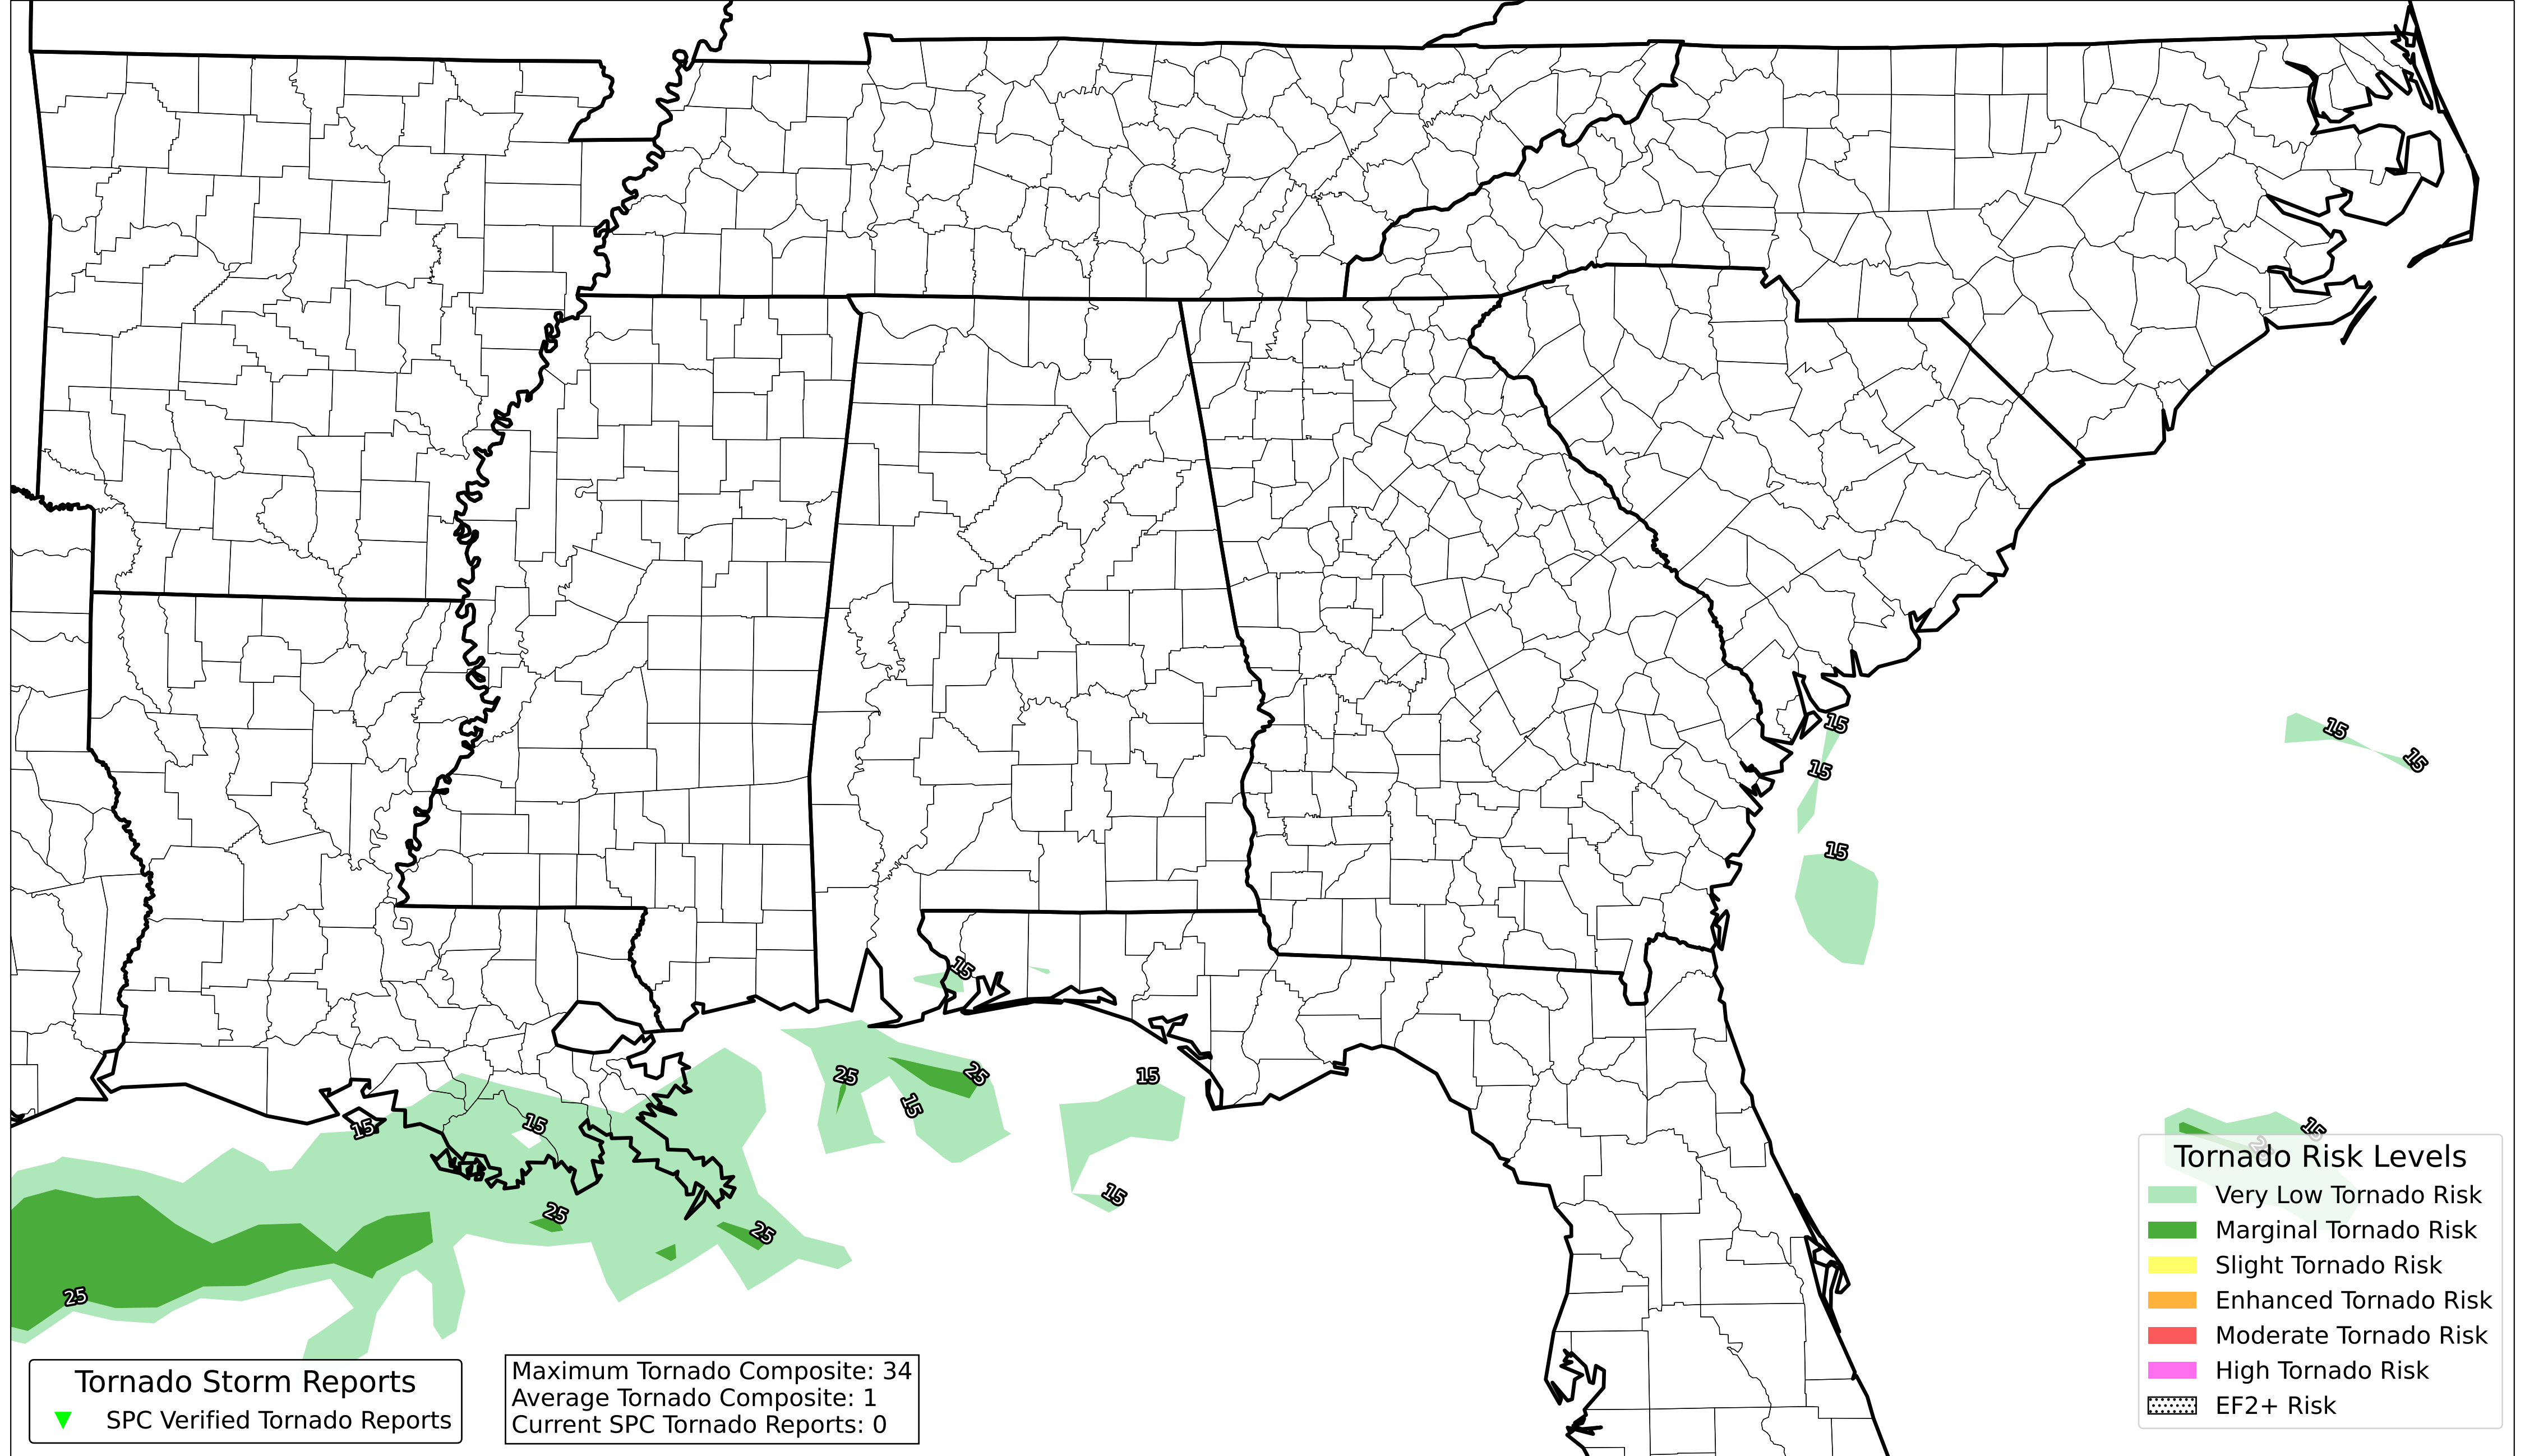 15
15
15
15
15
15
25
25
15
15
15
15
15
15
25
25
25
Tornado Risk Levels
Very Low Tornado Risk
Marginal Tornado Risk
Slight Tornado Risk
Enhanced Tornado Risk
Moderate Tornado Risk
High Tornado Risk
EF2+ Risk
Tornado Storm Reports
SPC Verified Tornado Reports
Maximum Tornado Composite: 34
Average Tornado Composite: 1
Current SPC Tornado Reports: 0